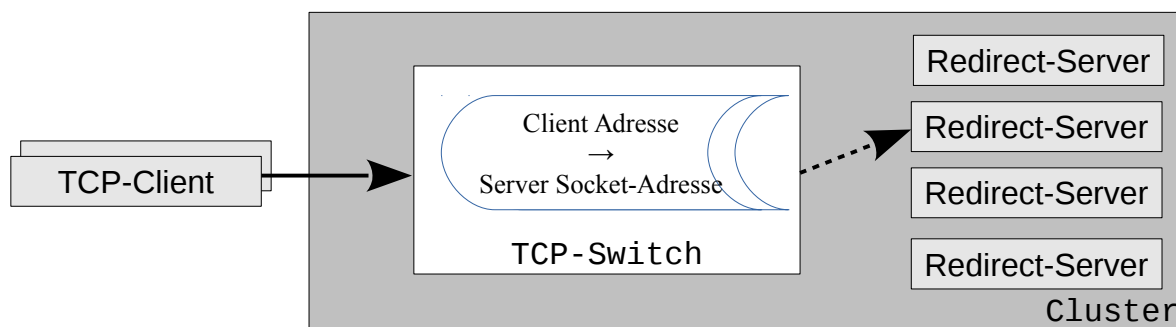 TCP-Client
Client Adresse
→
Server Socket-Adresse
TCP-Switch
Redirect-Server
Redirect-Server
Redirect-Server
Redirect-Server
Cluster